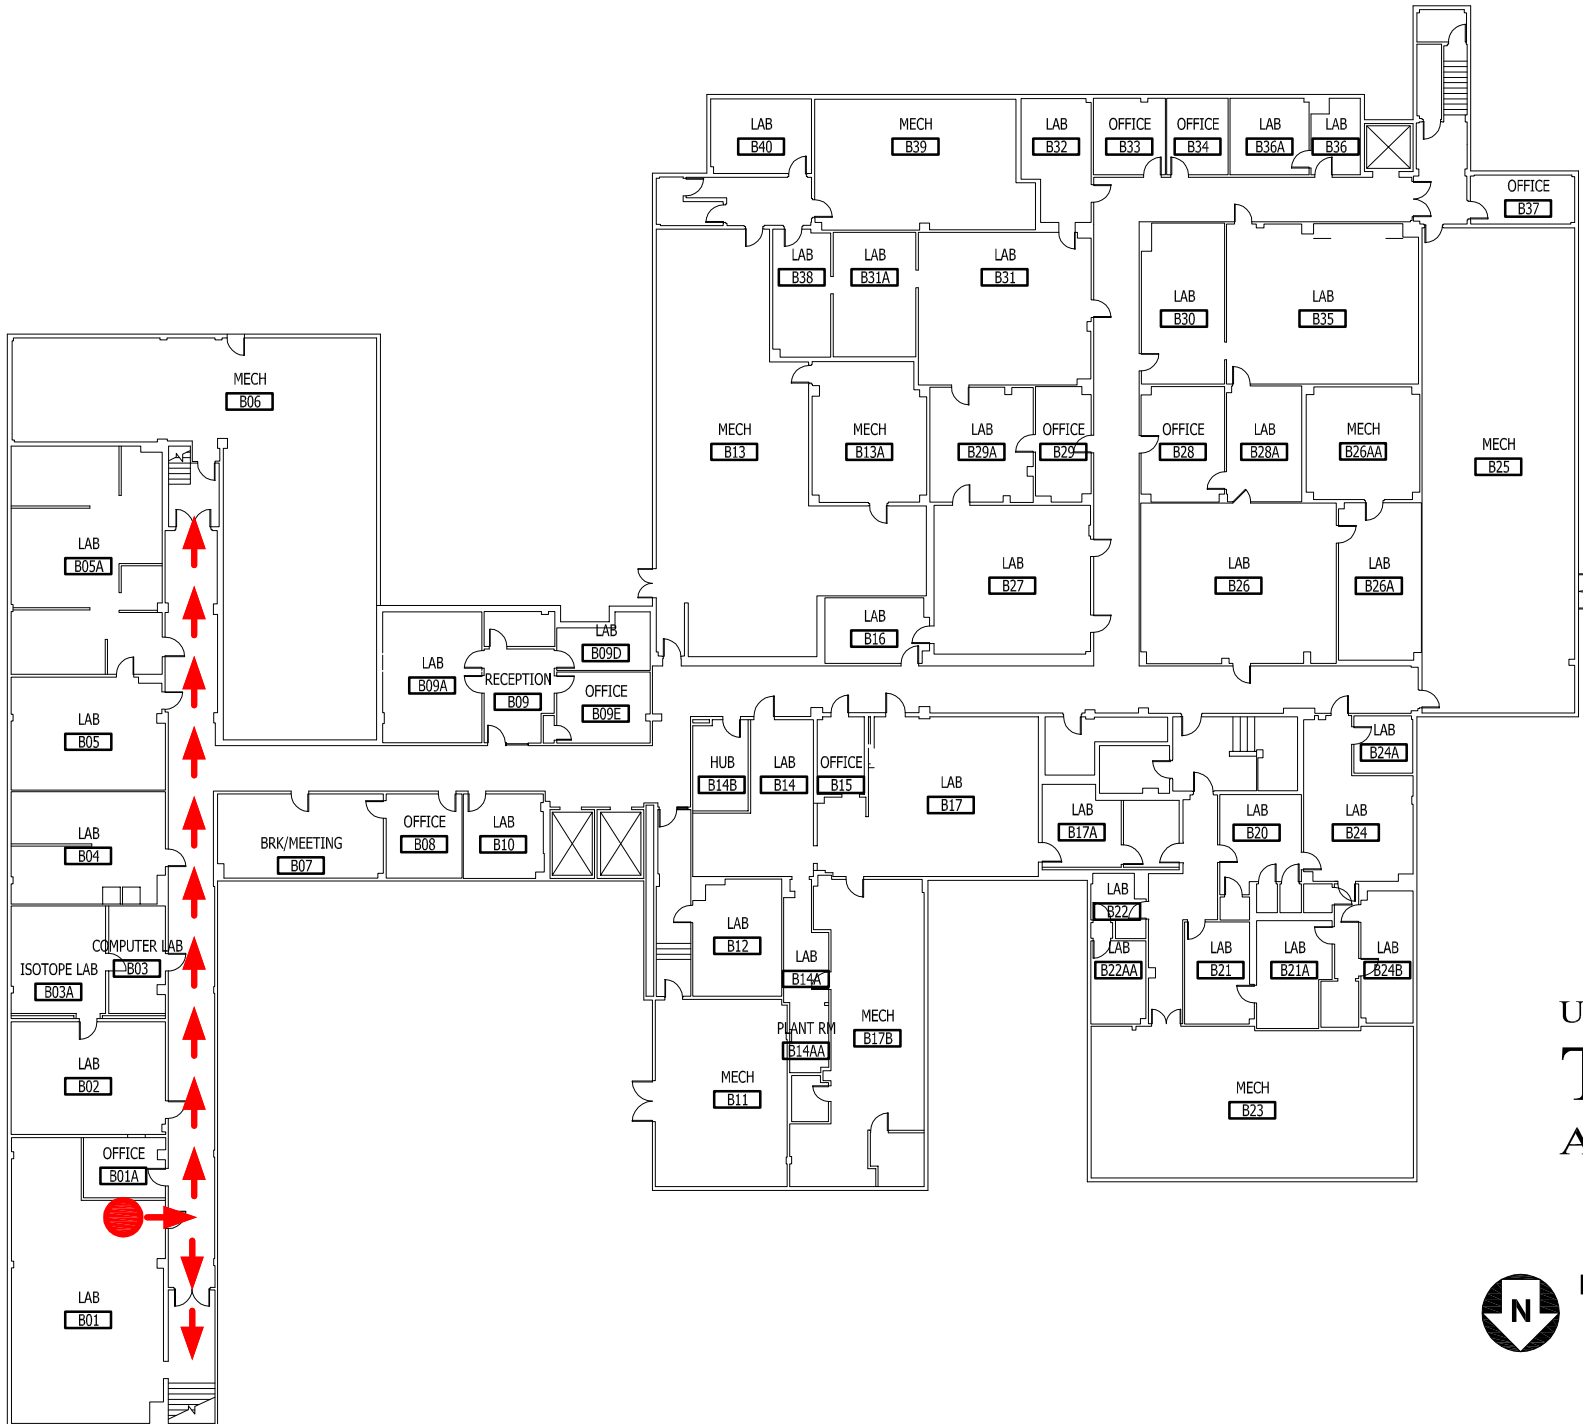 LAB
B40
MECH
B39
LAB
B32
OFFICE
B33
OFFICE
B34
LAB
B36A
LAB
B36
OFFICE
B37
LAB
B38
LAB
B31A
LAB
B31
LAB
B30
LAB
B35
MECH
B06
MECH
B13
MECH
B13A
LAB
B29A
OFFICE
B29
OFFICE
B28
LAB
B28A
MECH
B26AA
MECH
B25
LAB
B05A
LAB
B27
LAB
B26
LAB
B26A
LAB
B16
LAB
B09D
LAB
B09A
RECEPTION
B09
OFFICE
B09E
LAB
B05
HUB
B14B
LAB
B14
OFFICE
B15
LAB
B17
LAB
B24A
LAB
B04
BRK/MEETING
B07
OFFICE
B08
LAB
B10
LAB
B17A
LAB
B20
LAB
B24
COMPUTER LAB
B03
ISOTOPE LAB
B03A
LAB
B12
LAB
B14A
LAB
B22
LAB
B22AA
LAB
B21
LAB
B21A
LAB
B24B
LAB
B02
PLANT RM
B14AA
MECH
B17B
MECH
B11
MECH
B23
OFFICE
B01A
LAB
B01
U
T
A
N